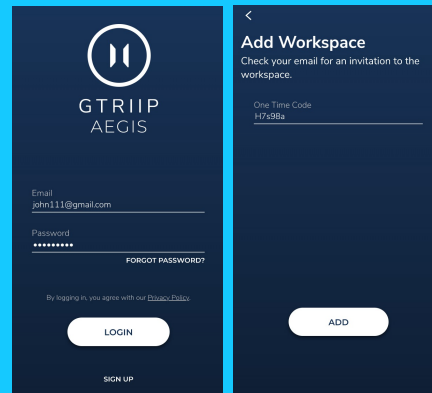 GTRIIP
AEGIS
Email
john111@gmail.com
Password
•••••••••
FORGOT PASSWORD?
By logging in, you agree with our Privacy Policy.
LOGIN
SIGN UP
Add Workspace
Check your email for an invitation to the
workspace.
One Time Code
H7s98a
ADD